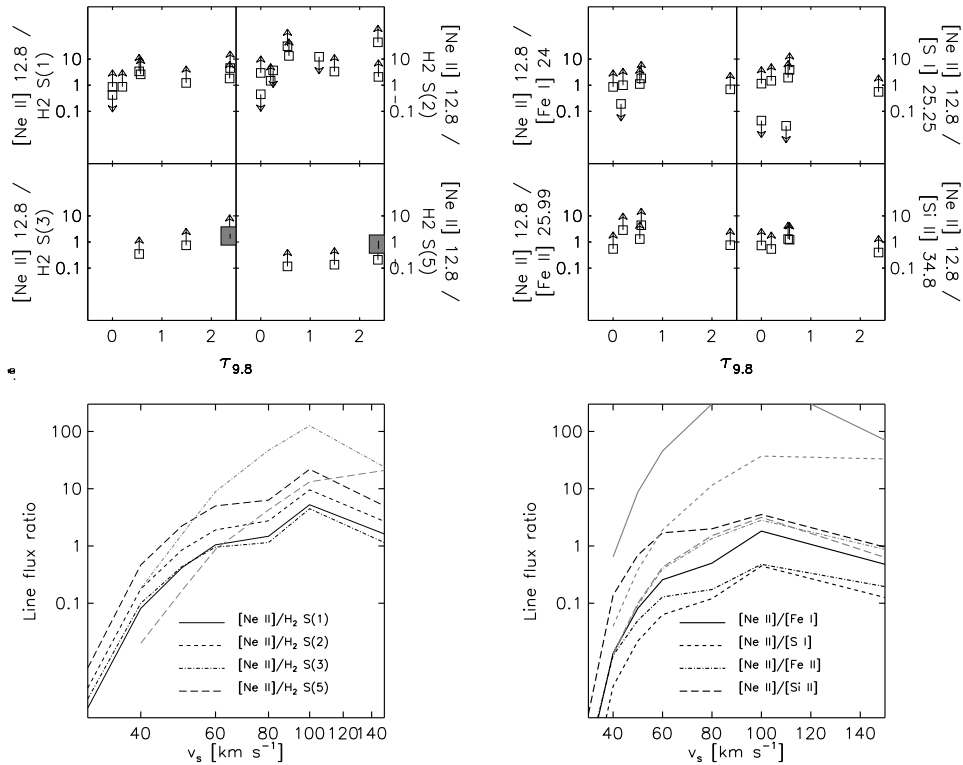 [Ne II] 12.8 /
H2 S(1)
10
1
0.1
10
1
0.1
[Ne II] 12.8 /
H2 S(2)
[Ne II] 12.8 /
H2 S(3)
10
1
0.1
10
1
0.1
[Ne II] 12.8 /
H2 S(5)
0 1 2 0 1 2
τ9.8
[Ne II] 12.8 /
[Fe I] 24
10
1
0.1
10
1
0.1
[Ne II] 12.8 /
[S I] 25.25
[Ne II] 12.8 /
[Fe II] 25.99
10
1
0.1
10
1
0.1
[Ne II] 12.8 /
[Si II] 34.8
0 1 2 0 1 2
τ9.8
Line flux ratio
100
10
1
0.1
[Ne II]/H₂ S(1)
[Ne II]/H₂ S(2)
[Ne II]/H₂ S(3)
[Ne II]/H₂ S(5)
40 60 80 100 120 140
vₛ [km s⁻¹]
Line flux ratio
100
10
1
0.1
[Ne II]/[Fe I]
[Ne II]/[S I]
[Ne II]/[Fe II]
[Ne II]/[Si II]
40 60 80 100 140
vₛ [km s⁻¹]